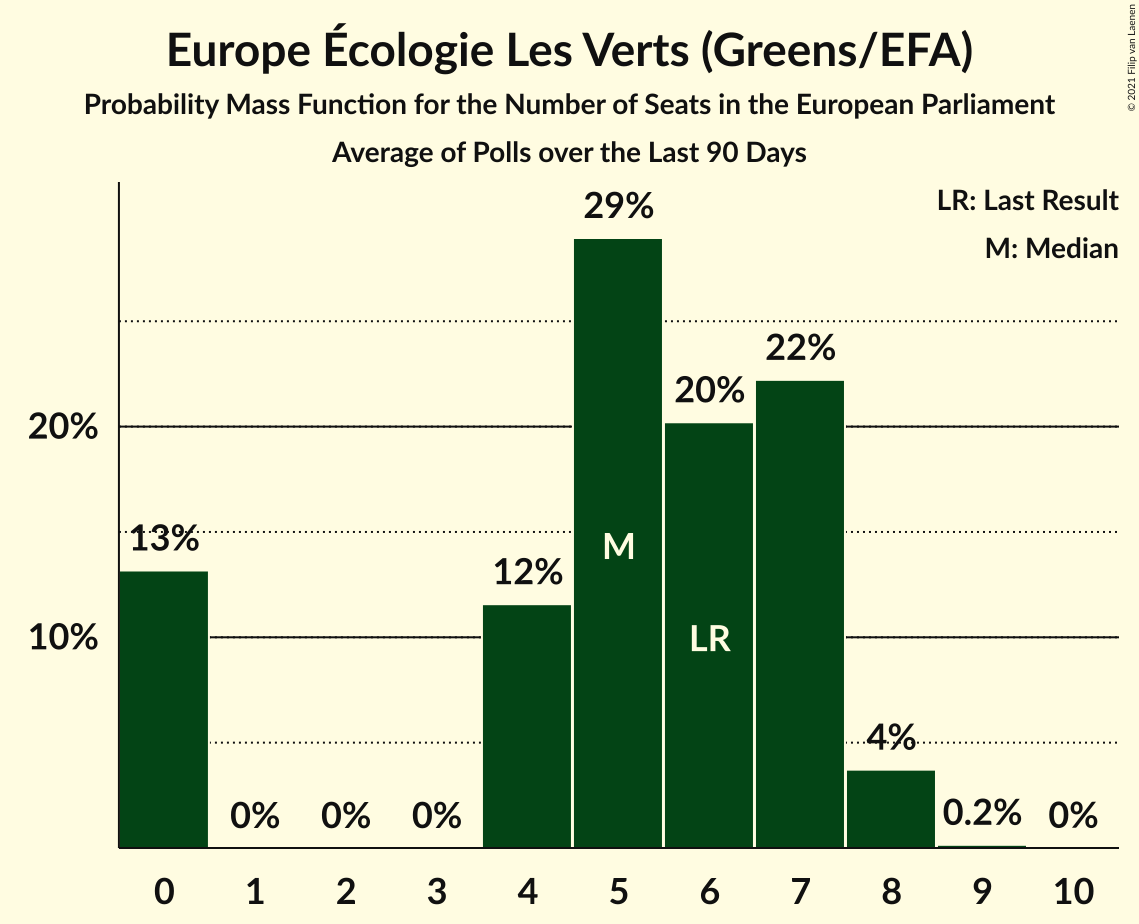 Europe Écologie Les Verts (Greens/EFA)
Probability Mass Function for the Number of Seats in the European Parliament
Average of Polls over the Last 90 Days
© 2021 Filip van Laenen
LR: Last Result
M: Median
29%
22%
20%
20%
13%
12%
M
10%
LR
4%
0%
0%
0%
0.2%
0%
0 1 2 3 4 5 6 7 8 9 10